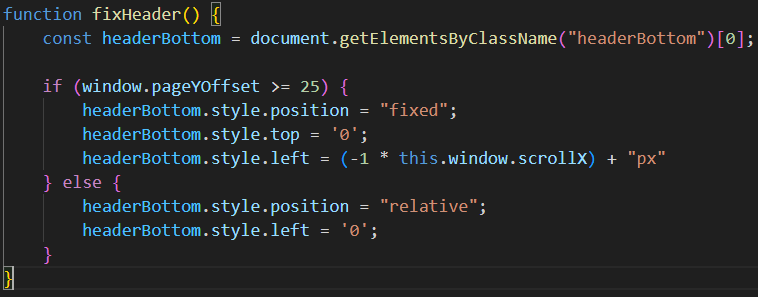 function fixHeader() {
    const headerBottom = document.getElementsByClassName("headerBottom")[0];

    if (window.pageYOffset >= 25) {
        headerBottom.style.position = "fixed";
        headerBottom.style.top = '0';
        headerBottom.style.left = (-1 * this.window.scrollX) + "px"
    } else {
        headerBottom.style.position = "relative";
        headerBottom.style.left = '0';
    }
}